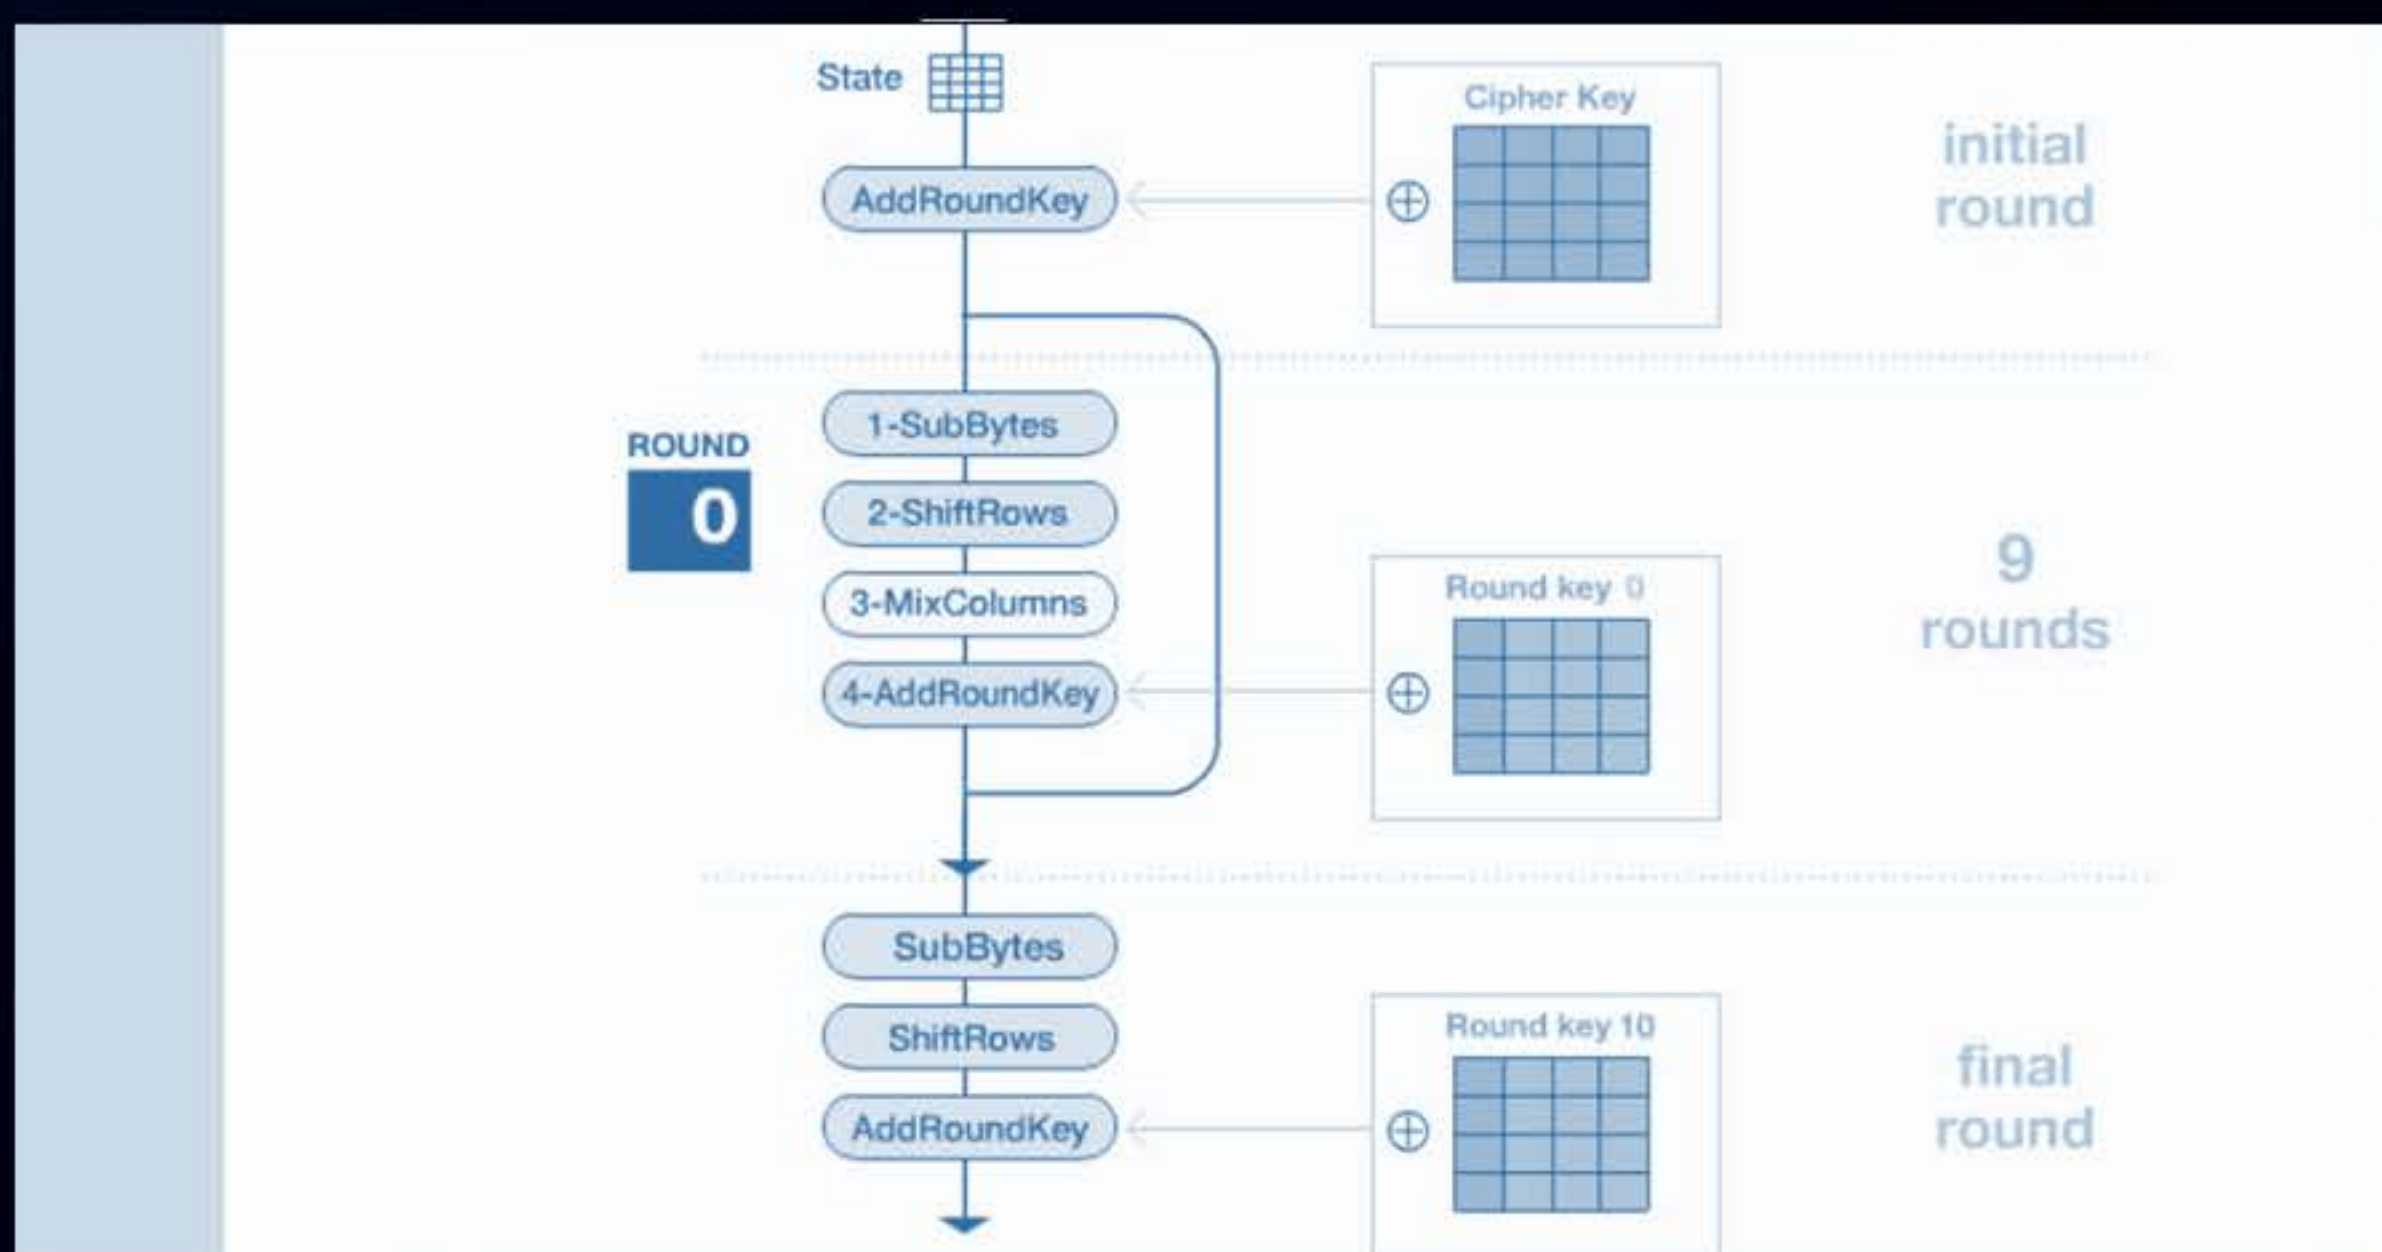 State
Cipher Key
initial
round
AddRoundKey
1-SubBytes
ROUND
0
2-ShiftRows
3-MixColumns
4-AddRoundKey
Round key 0
9
rounds
SubBytes
ShiftRows
AddRoundKey
Round key 10
final
round